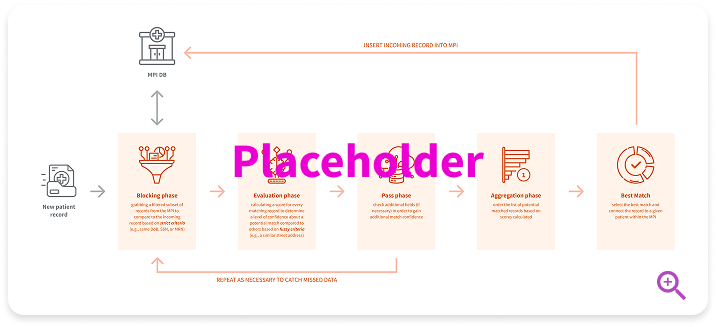 INSERT INCOMING RECORD INTO MPI
MPI DB
Placeholder
1
New patient
record
Blocking phase
grabbing a filtered subset of
records from the MPI to
compare to the incoming
record based on strict criteria
(e.g., same DoB, SSN, or MRN)
Evaluation phase
calculating a score for every
matching record to determine
a level of confidence about a
potential match compared to
others based on fuzzy criteria
(e.g., a similar street address)
Pass phase
check additional fields (if
necessary) in order to gain
additional match confidence
Aggregation phase
order the list of potential
matched records based on
scores calculated
Best Match
select the best match and
connect the record to a given
patient within the MPI
REPEAT AS NECESSARY TO CATCH MISSED DATA